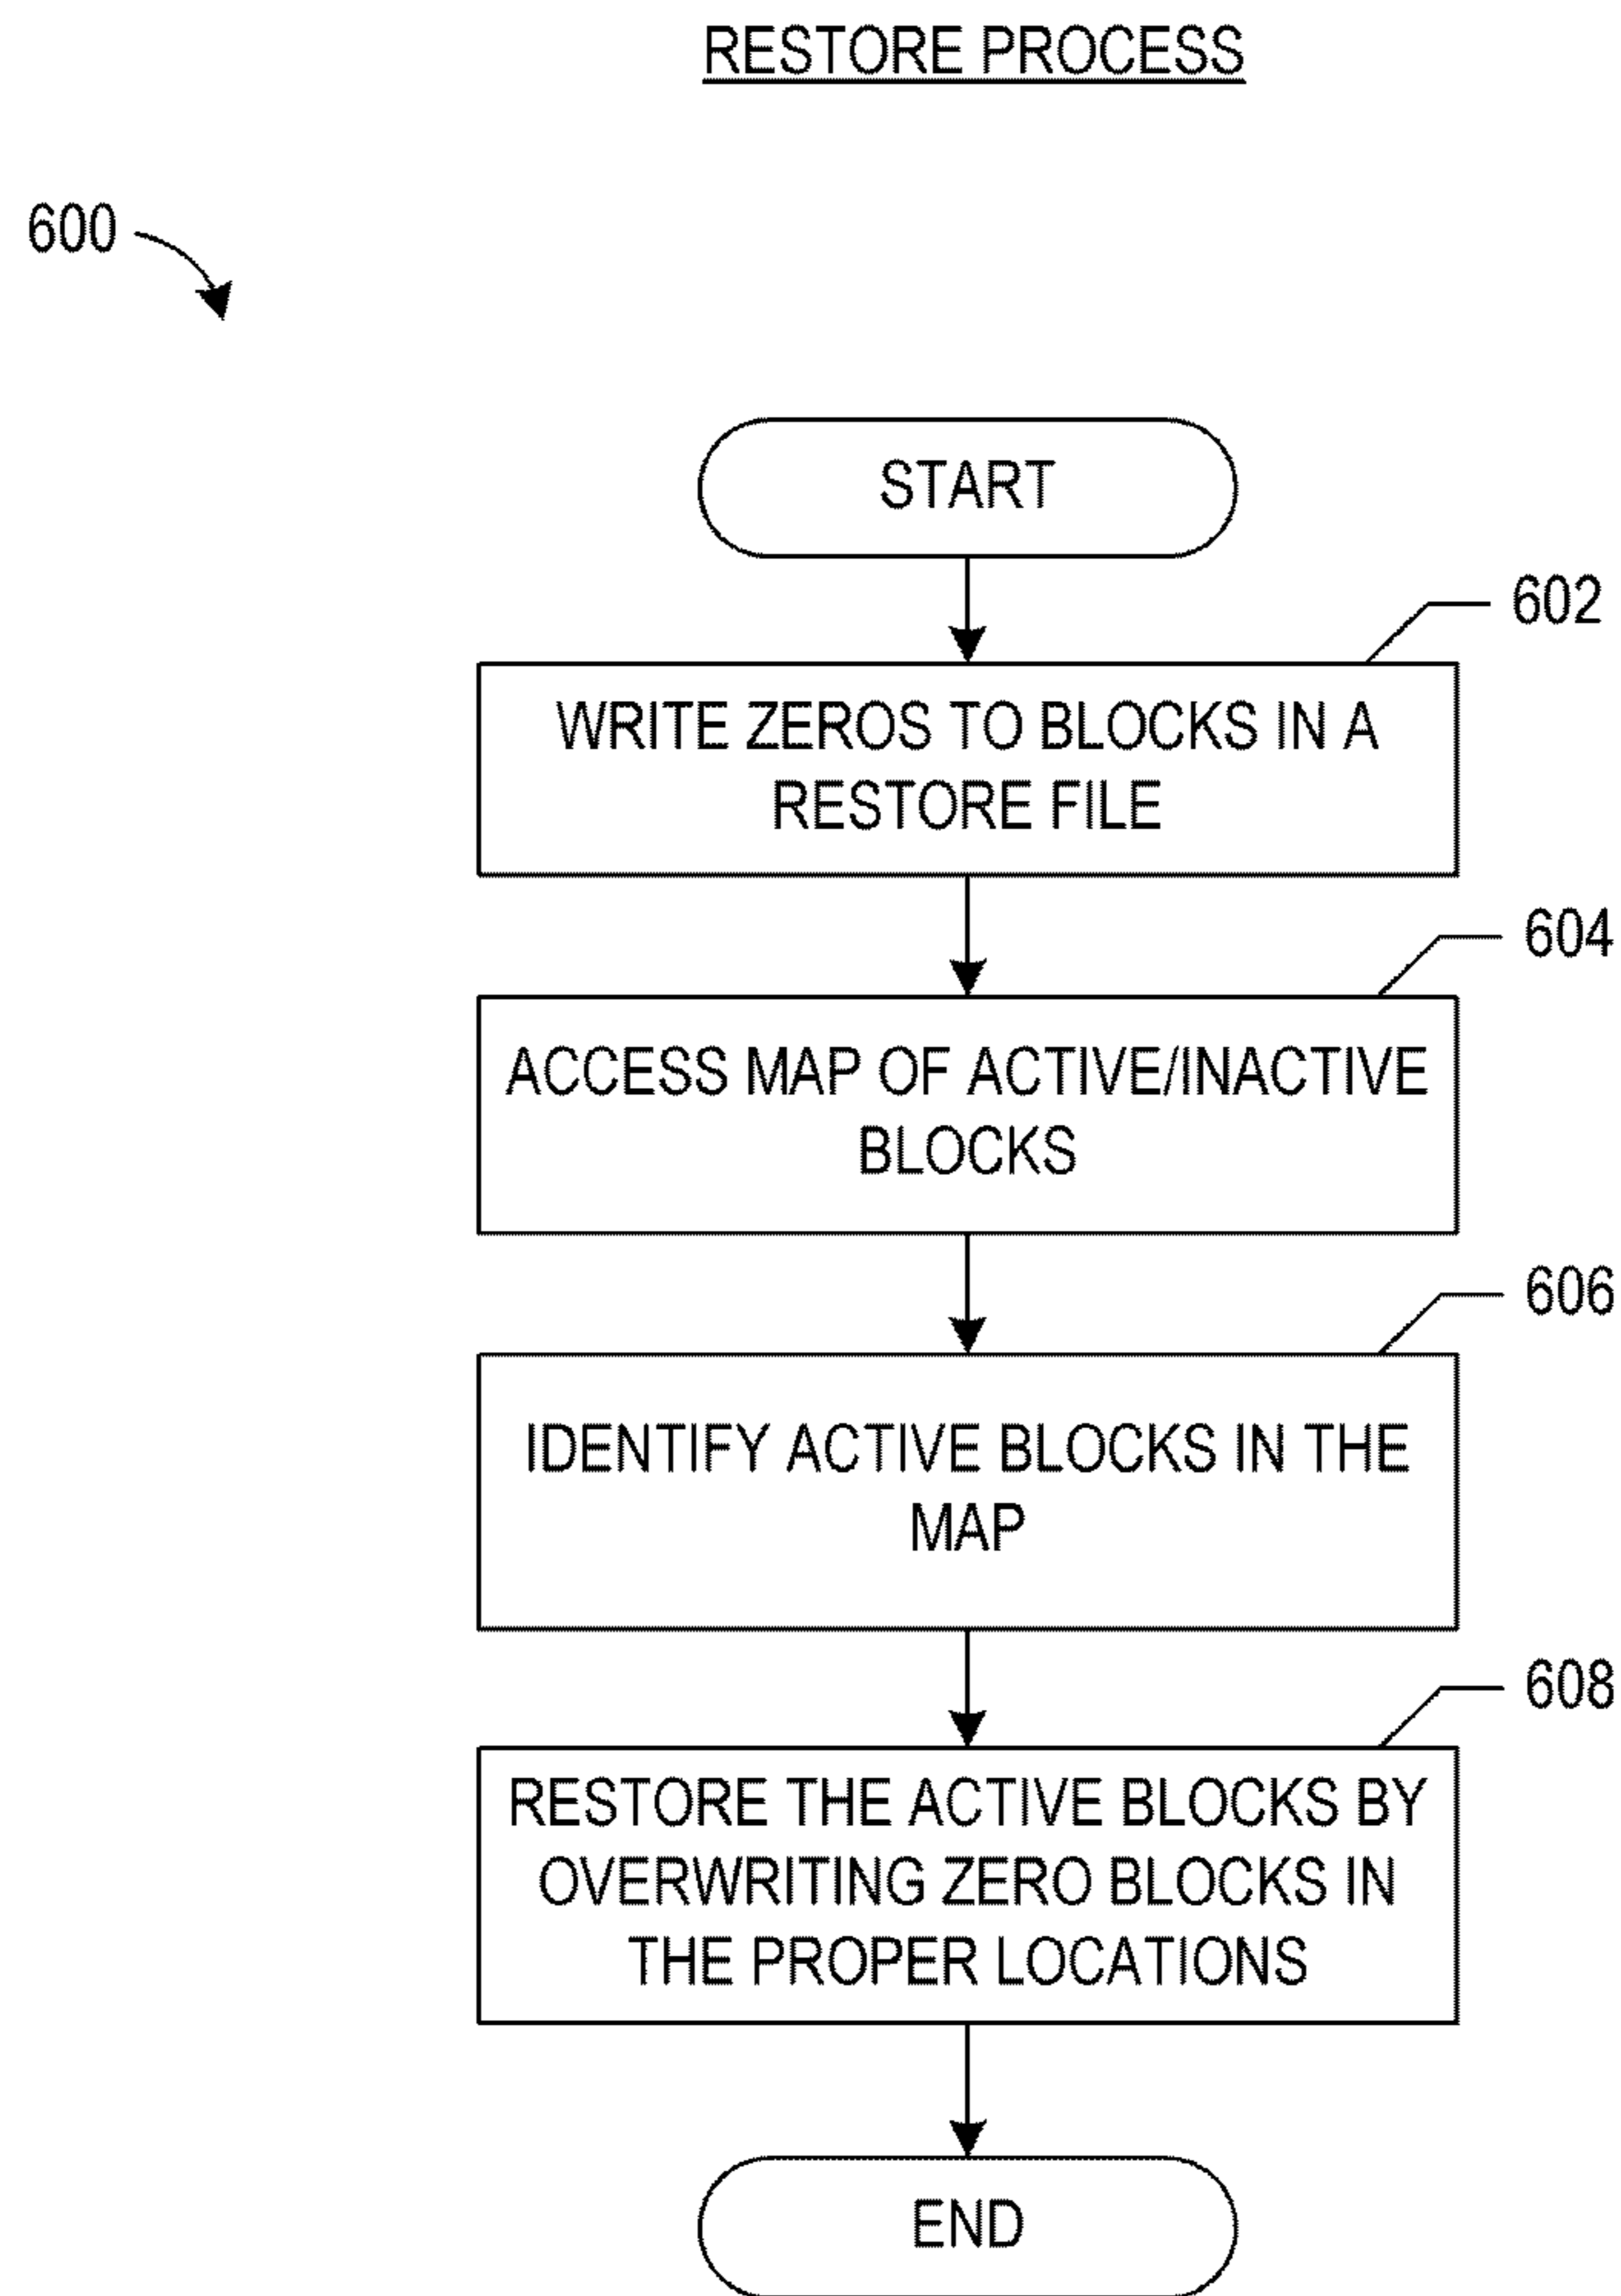 RESTORE PROCESS
600
START
602
WRITE ZEROS TO BLOCKS IN A
RESTORE FILE
604
ACCESS MAP OF ACTIVE/INACTIVE
BLOCKS
606
IDENTIFY ACTIVE BLOCKS IN THE
MAP
608
RESTORE THE ACTIVE BLOCKS BY
OVERWRITING ZERO BLOCKS IN
THE PROPER LOCATIONS
END